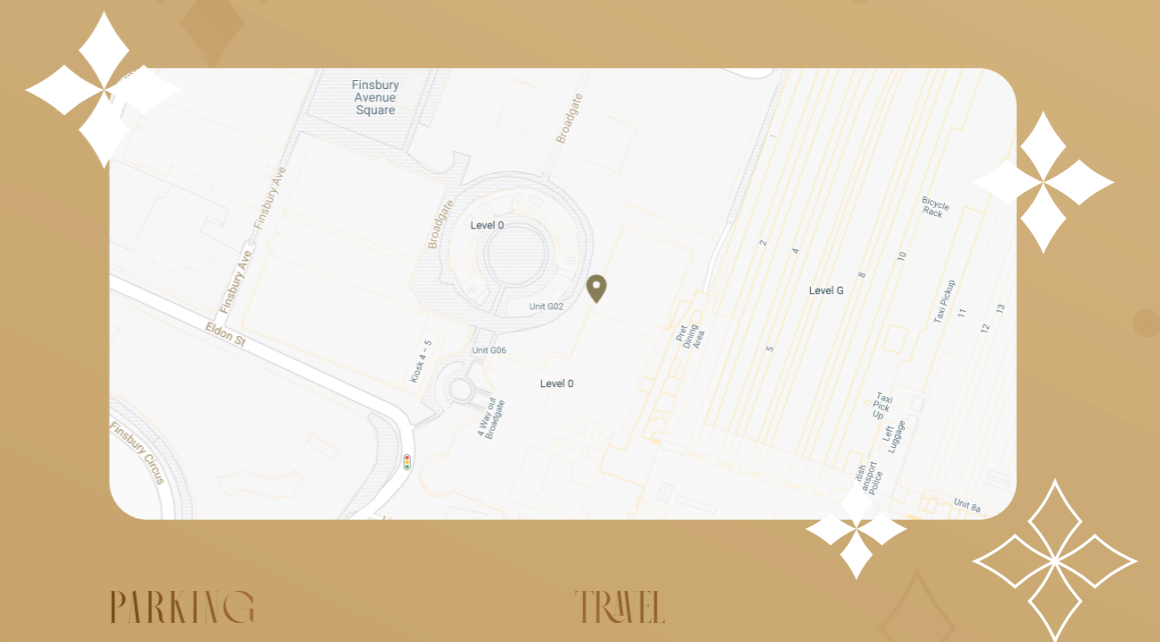 Finsbury
Avenue
Square
Broadgate
1
Finsbury Ave
Broadgate
Level 0
Bicycle
Rack
2
4
8
10
Finsbury Ave
Unit G02
Level G
Taxi Pickup
11
12
13
Eldon St
Kiosk 4 - 5
Unit G06
Pret
Dining
Area
5
Level 0
4 Way out
Broadgate
Taxi
Pick
Up
Left
Luggage
Finsbury Circus
Police
Unit 8a
PARKING
TRAVEL